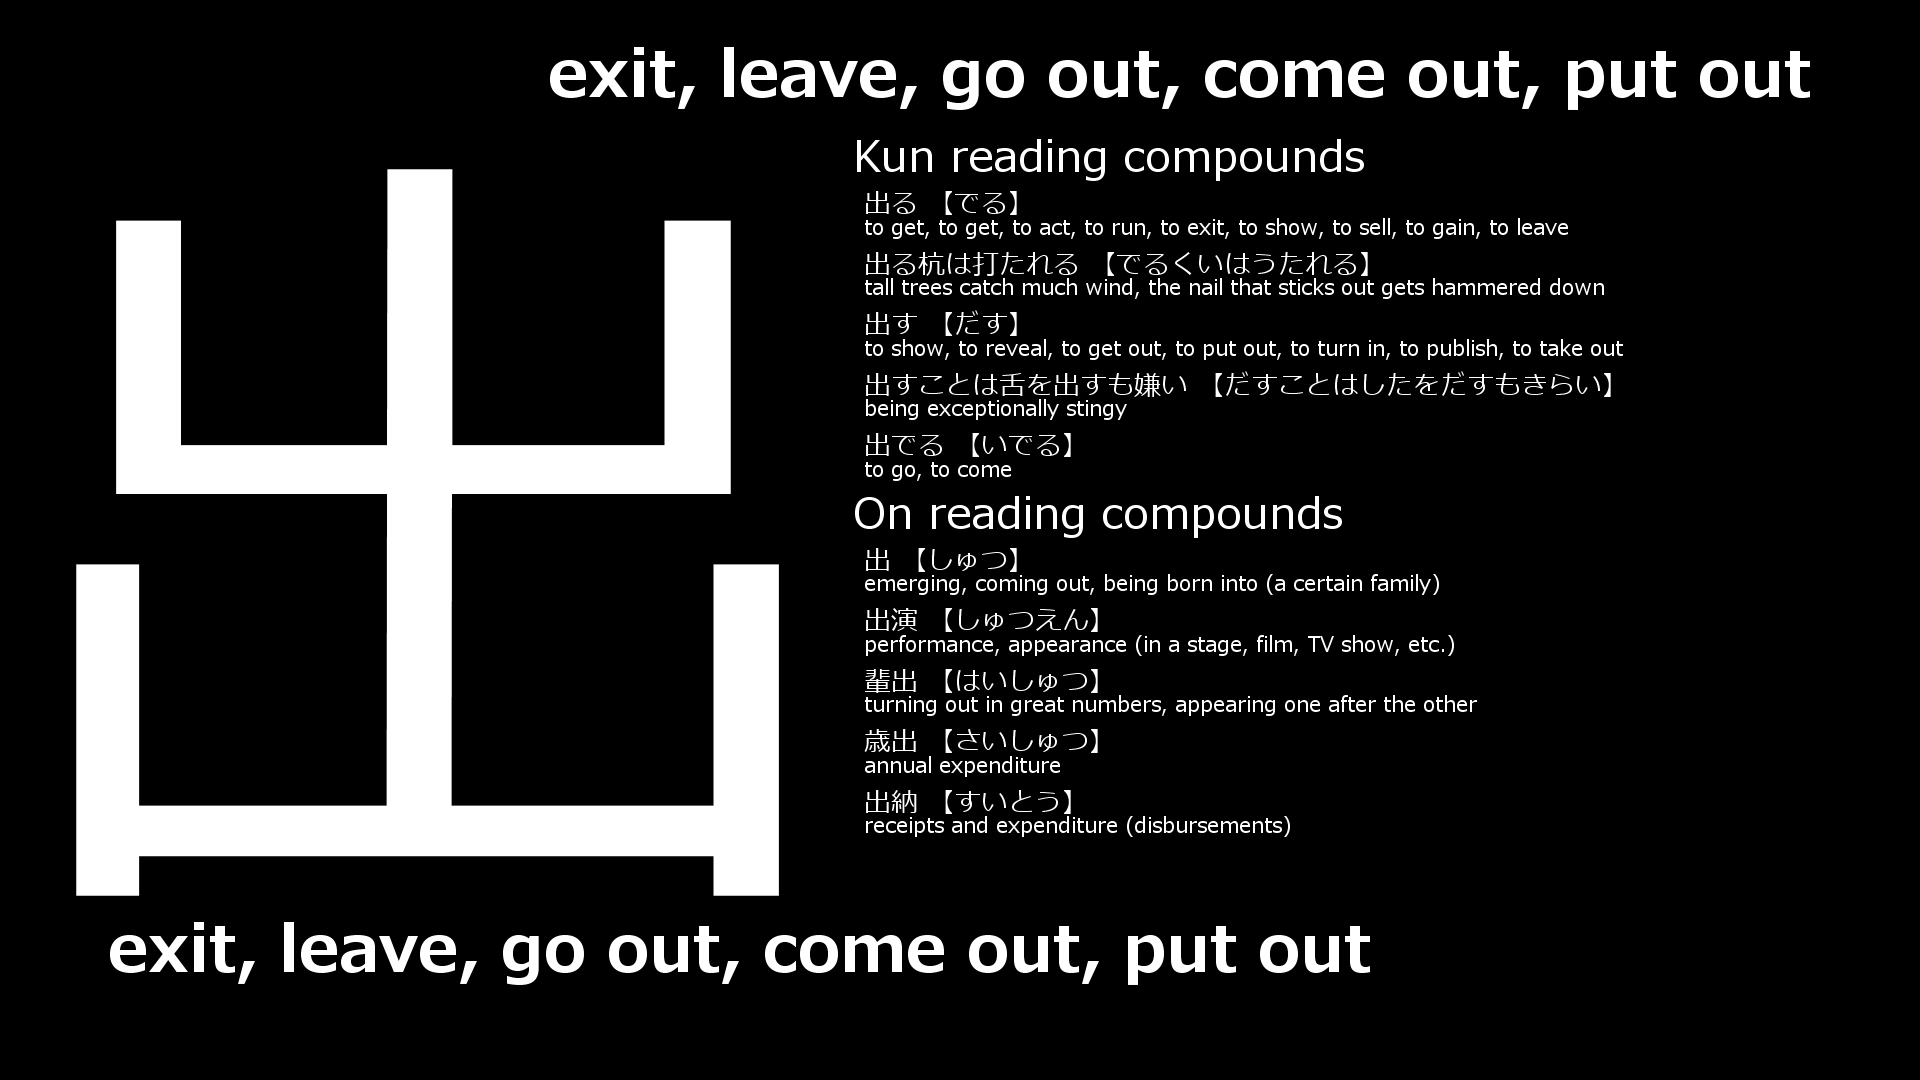 exit, leave, go out, come out, put out
出
Kun reading compounds
出る 【でる】
to get, to get, to act, to run, to exit, to show, to sell, to gain, to leave
出る杭は打たれる 【でるくいはうたれる】
tall trees catch much wind, the nail that sticks out gets hammered down
出す 【だす】
to show, to reveal, to get out, to put out, to turn in, to publish, to take out
出すことは舌を出すも嫌い 【だすことはしたをだすもきらい】
being exceptionally stingy
出でる 【いでる】
to go, to come
On reading compounds
出 【しゅつ】
emerging, coming out, being born into (a certain family)
出演 【しゅつえん】
performance, appearance (in a stage, film, TV show, etc.)
輩出 【はいしゅつ】
turning out in great numbers, appearing one after the other
歳出 【さいしゅつ】
annual expenditure
出納 【すいとう】
receipts and expenditure (disbursements)
exit, leave, go out, come out, put out